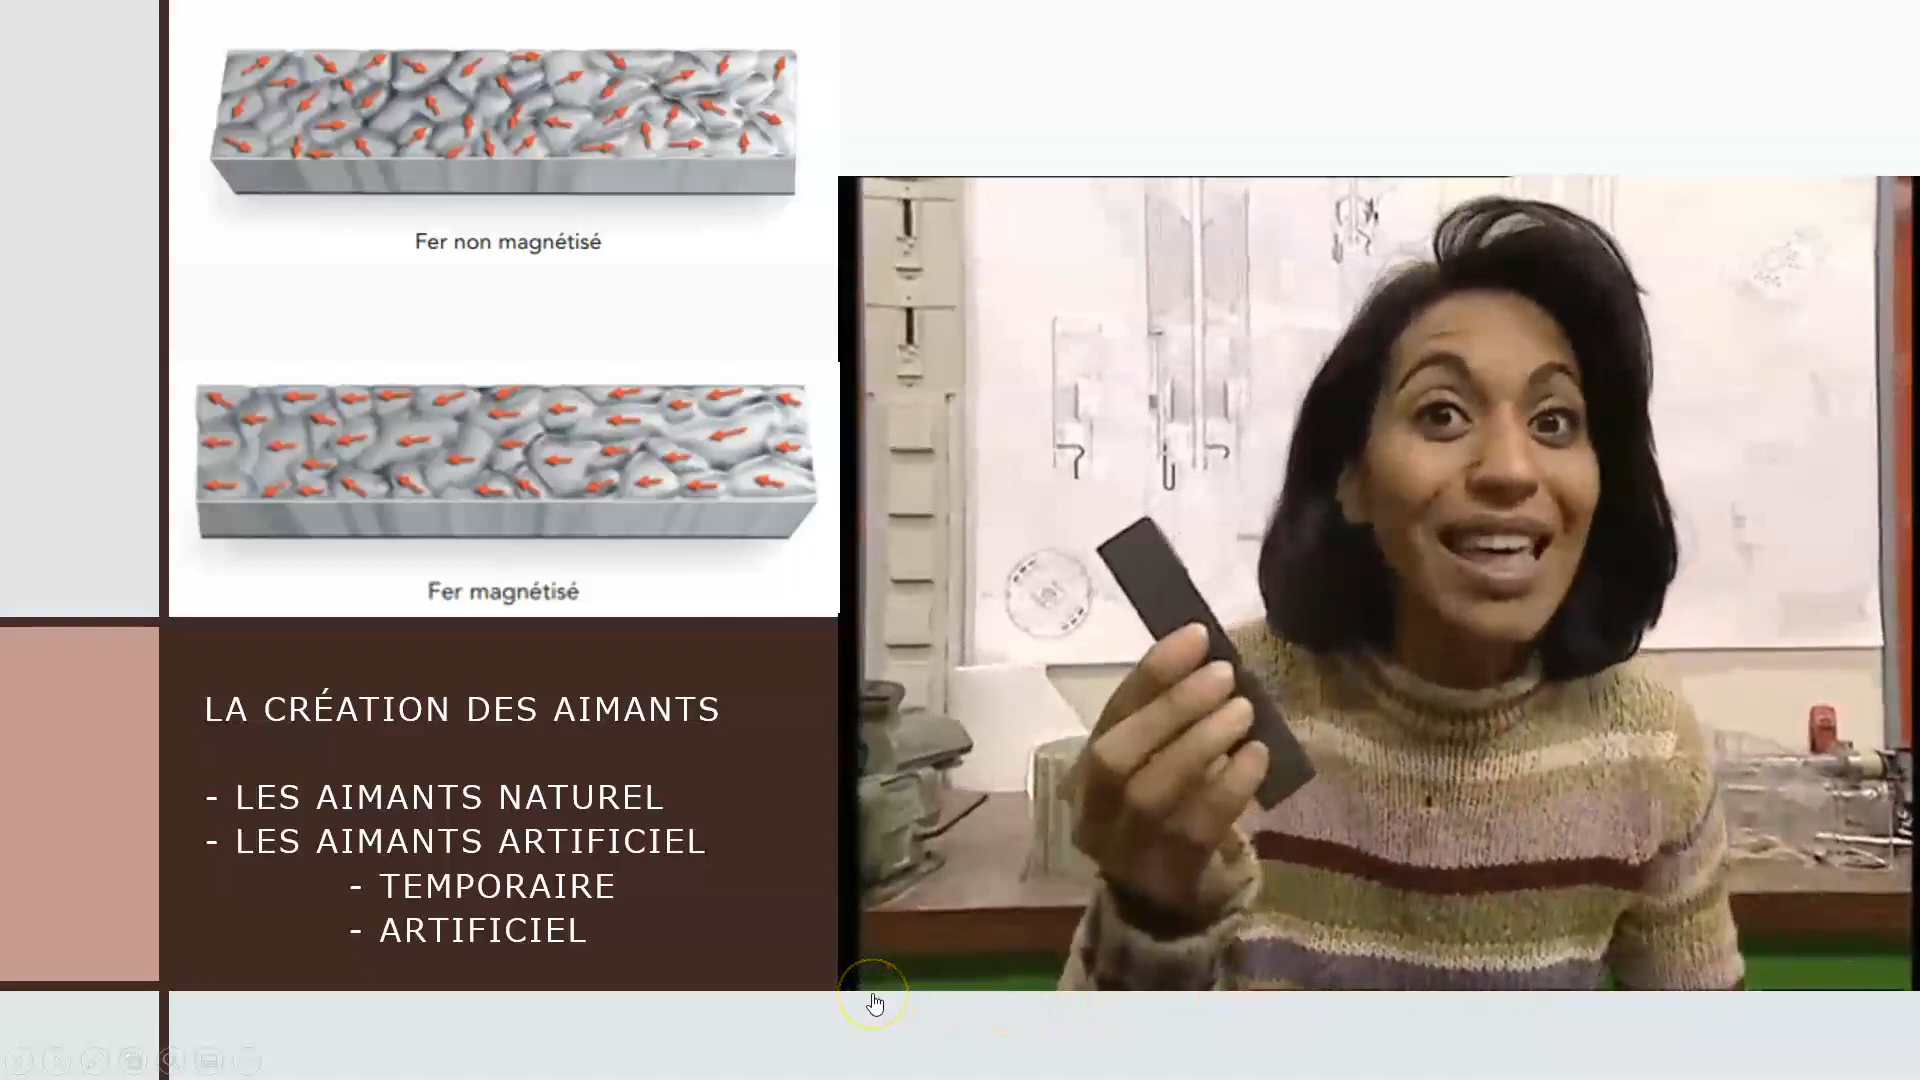 Fer non magnétisé
Fer magnétisé
LA CRÉATION DES AIMANTS
- LES AIMANTS NATUREL
- LES AIMANTS ARTIFICIEL
- TEMPORAIRE
- ARTIFICIEL